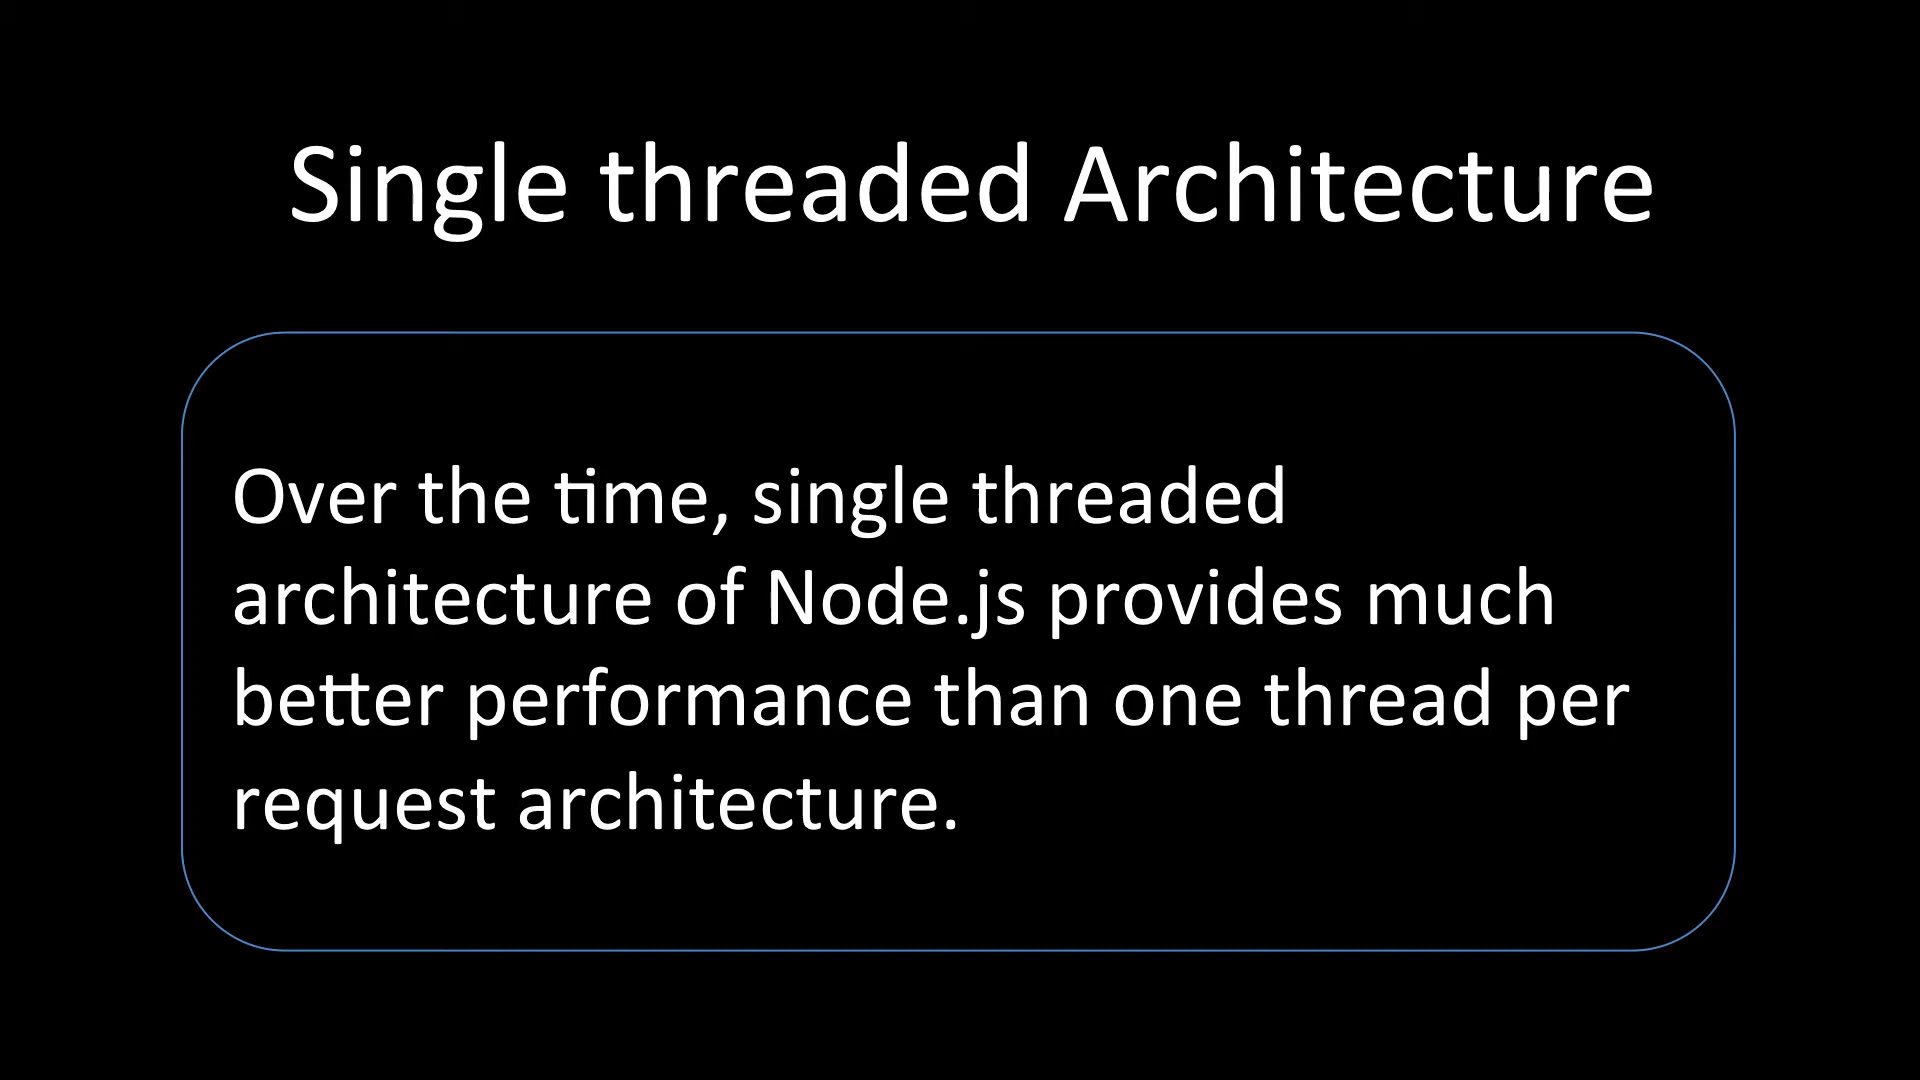 Single threaded Architecture
Over the time, single threaded
architecture of Node.js provides much
better performance than one thread per
request architecture.